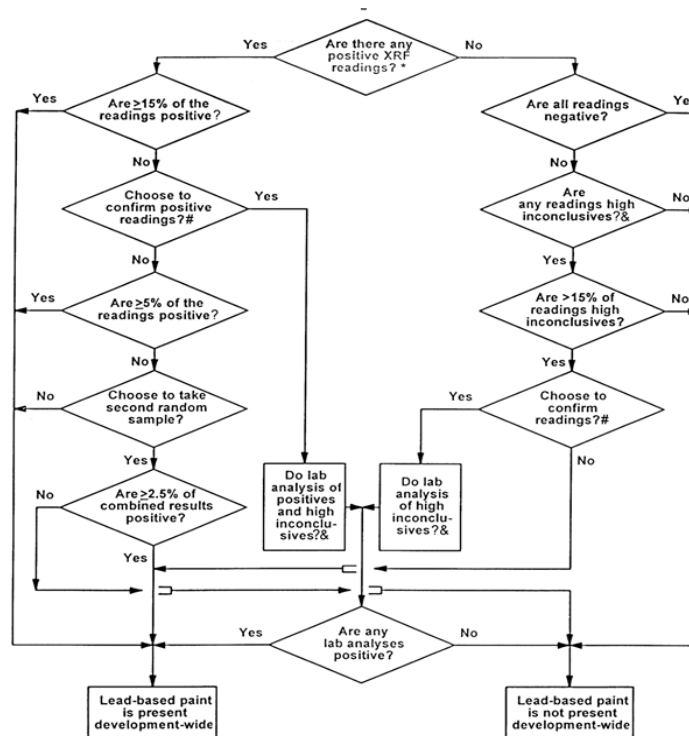 Are there any
positive XRF
readings? *
Yes
No
Are ≥15% of the
readings positive?
Yes
No
Are all readings
negative?
Yes
No
Choose to
confirm positive
readings?#
Yes
No
Are
any readings high
inconclusives?&
No
Yes
Are ≥5% of the
readings positive?
Yes
No
Are >15% of
readings high
inconclusives?
No
Yes
Choose to take
second random
sample?
No
Yes
Choose to
confirm
readings?#
Yes
No
Are ≥2.5% of
combined results
positive?
No
Yes
Do lab
analysis of
positives
and high
inconclu-
sives?&
Do lab
analysis
of high
inconclu-
sives?&
Are any
lab analyses
positive?
Yes
No
Lead-based paint
is present
development-wide
Lead-based paint
is not present
development-wide